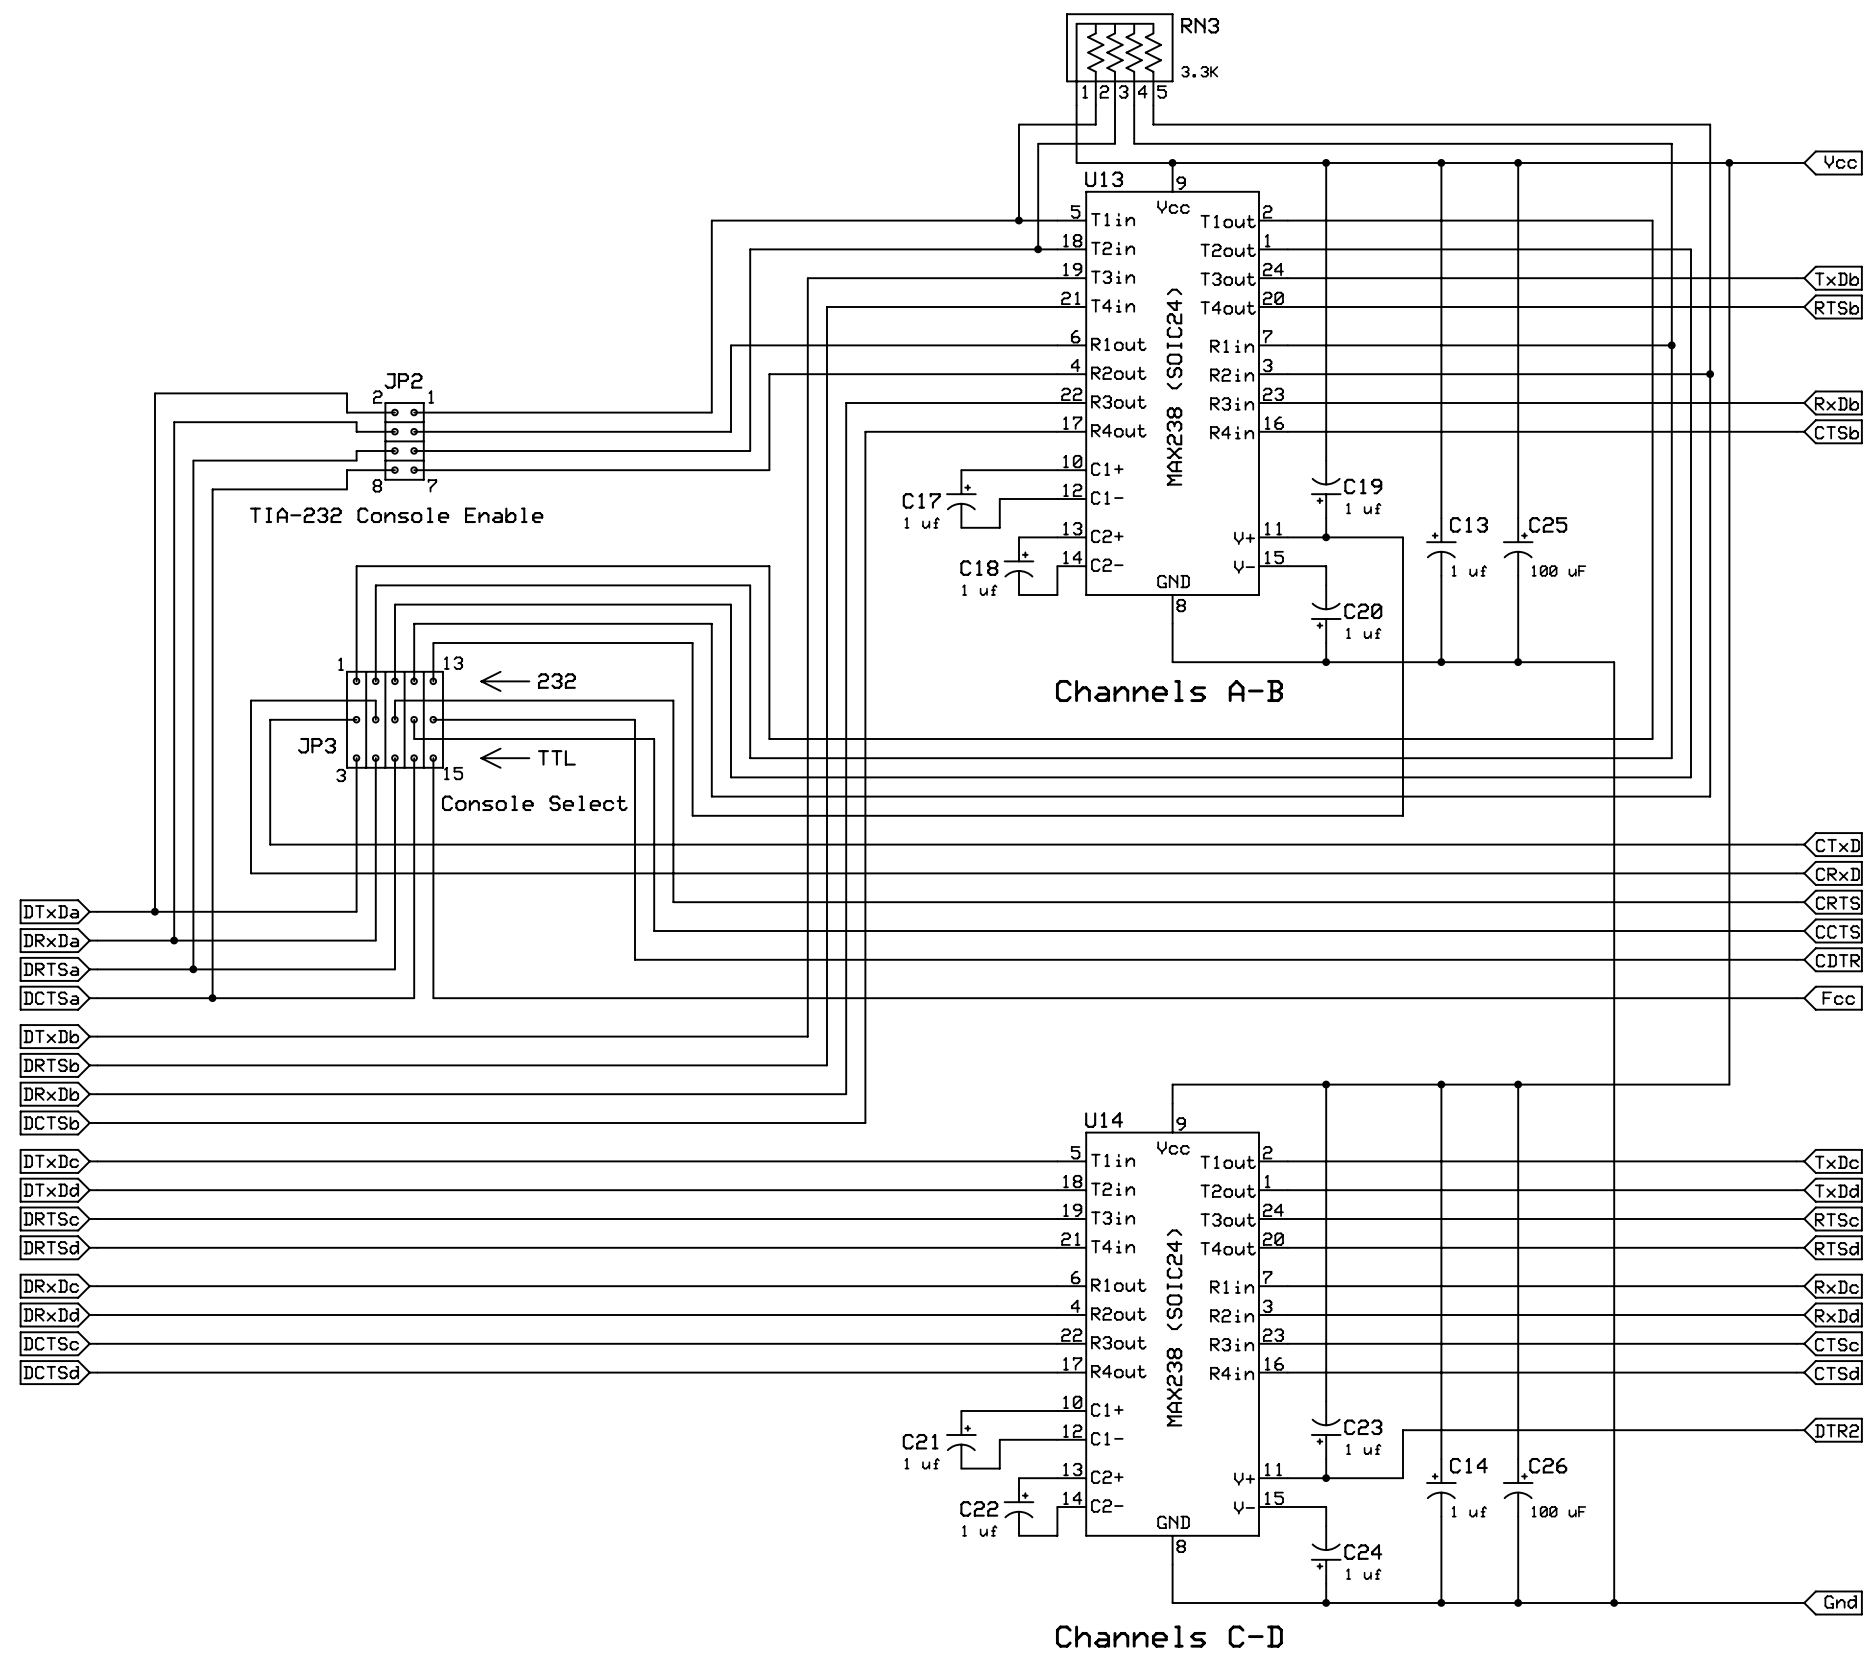 RN3
3.3K
1 2 3 4 5
Vcc
U13
9
Vcc
5 T1in T1out 2
18 T2in T2out 1
19 T3in T3out 24 TxDb
21 T4in T4out 20 RTSb
6 R1out R1in 7
4 R2out R2in 3
22 R3out R3in 23 RxDb
17 R4out R4in 16 CTSb
MAX238 (SOIC24)
10 C1+
12 C1-
13 C2+
14 C2-
V+ 11
V- 15
GND
8
C17
1 uf
C18
1 uf
C19
1 uf
C20
1 uf
C13
1 uf
C25
100 uF
Channels A-B
JP2
2 1
8 7
TIA-232 Console Enable
1 13
232
JP3
TTL
3 15
Console Select
CTxD
CRxD
CRTS
CCTS
CDTR
Fcc
DTxDa
DRxDa
DRTSa
DCTSa
DTxDb
DRTSb
DRxDb
DCTSb
U14
9
Vcc
DTxDc 5 T1in T1out 2 TxDc
DTxDd 18 T2in T2out 1 TxDd
DRTSc 19 T3in T3out 24 RTSc
DRTSd 21 T4in T4out 20 RTSd
DRxDc 6 R1out R1in 7 RxDc
DRxDd 4 R2out R2in 3 RxDd
DCTSc 22 R3out R3in 23 CTSc
DCTSd 17 R4out R4in 16 CTSd
MAX238 (SOIC24)
10 C1+
12 C1-
13 C2+
14 C2-
V+ 11
V- 15
GND
8
C21
1 uf
C22
1 uf
C23
1 uf
DTR2
C24
1 uf
C14
1 uf
C26
100 uF
Gnd
Channels C-D